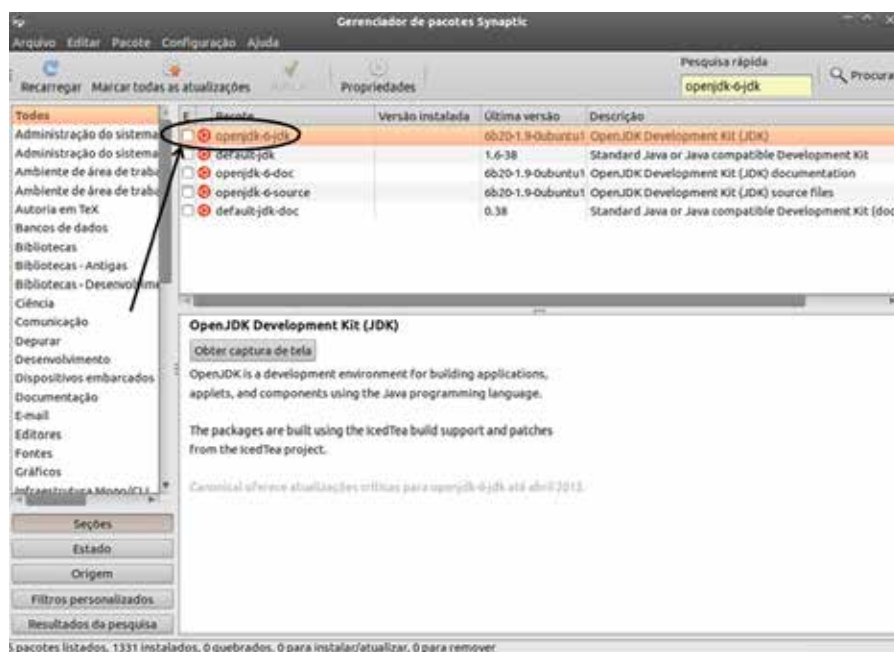 Gerenciador de pacotes Synaptic
Arquivo Editar Pacote Configuração Ajuda
Recarregar Marcar todas as atualizações Propriedades
Pesquisa rápida
openjdk-6-jdk
Procura
Todos
Administração do sistema
Administração do sistema
Ambiente de área de traba
Ambiente de área de traba
Autoria em TeX
Bancos de dados
Bibliotecas
Bibliotecas - Antigas
Bibliotecas - Desenvolvime
Ciência
Comunicação
Depurar
Desenvolvimento
Dispositivos embarcados
Documentação
E-mail
Editores
Fontes
Gráficos
Infraestrutura Mono/CLI
Seções
Estado
Origem
Filtros personalizados
Resultados da pesquisa
E Pacote Versão instalada Última versão Descrição
openjdk-6-jdk 6b20-1.9-0ubuntu1 OpenJDK Development Kit (JDK)
default-jdk 1.6-38 Standard Java or Java compatible Development Kit
openjdk-6-doc 6b20-1.9-0ubuntu1 OpenJDK Development Kit (JDK) documentation
openjdk-6-source 6b20-1.9-0ubuntu1 OpenJDK Development Kit (JDK) source files
default-jdk-doc 0.38 Standard Java or Java compatible Development Kit (doc
OpenJDK Development Kit (JDK)
Obter captura de tela
OpenJDK is a development environment for building applications,
applets, and components using the Java programming language.
The packages are built using the IcedTea build support and patches
from the IcedTea project.
Canonical oferece atualizações críticas para openjdk-6-jdk até abril
5 pacotes listados, 1331 instalados, 0 quebrados. 0 para instalar/atualizar, 0 para remover